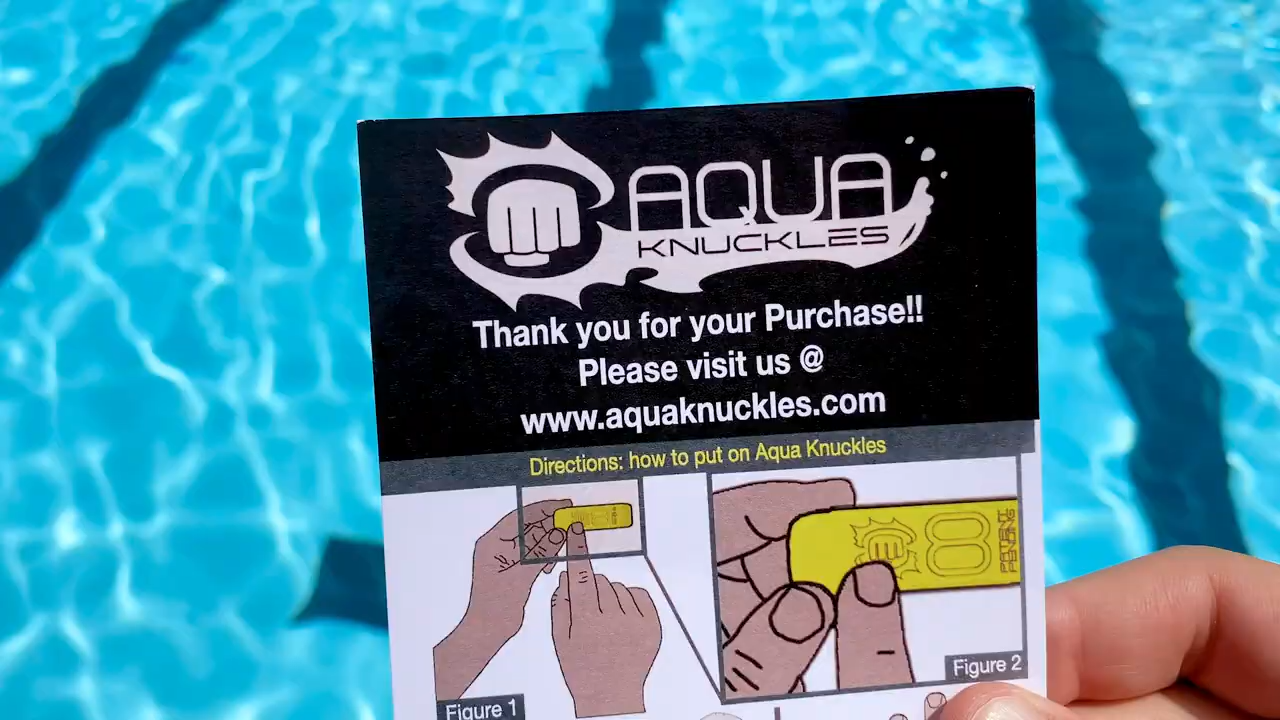 AQUA
KNUCKLES
Thank you for your Purchase!!
Please visit us @
www.aquaknuckles.com
Directions: how to put on Aqua Knuckles
8
PATENT
PENDING
Figure 2
Figure 1